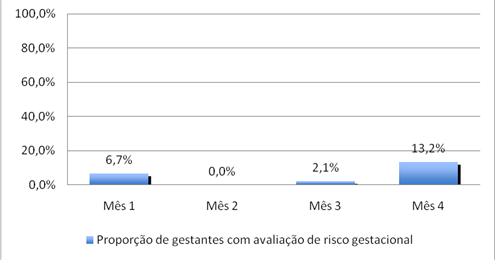 100,0%
80,0%
60,0%
40,0%
20,0%
0,0%
6,7%
0,0%
2,1%
13,2%
Mês 1
Mês 2
Mês 3
Mês 4
Proporção de gestantes com avaliação de risco gestacional